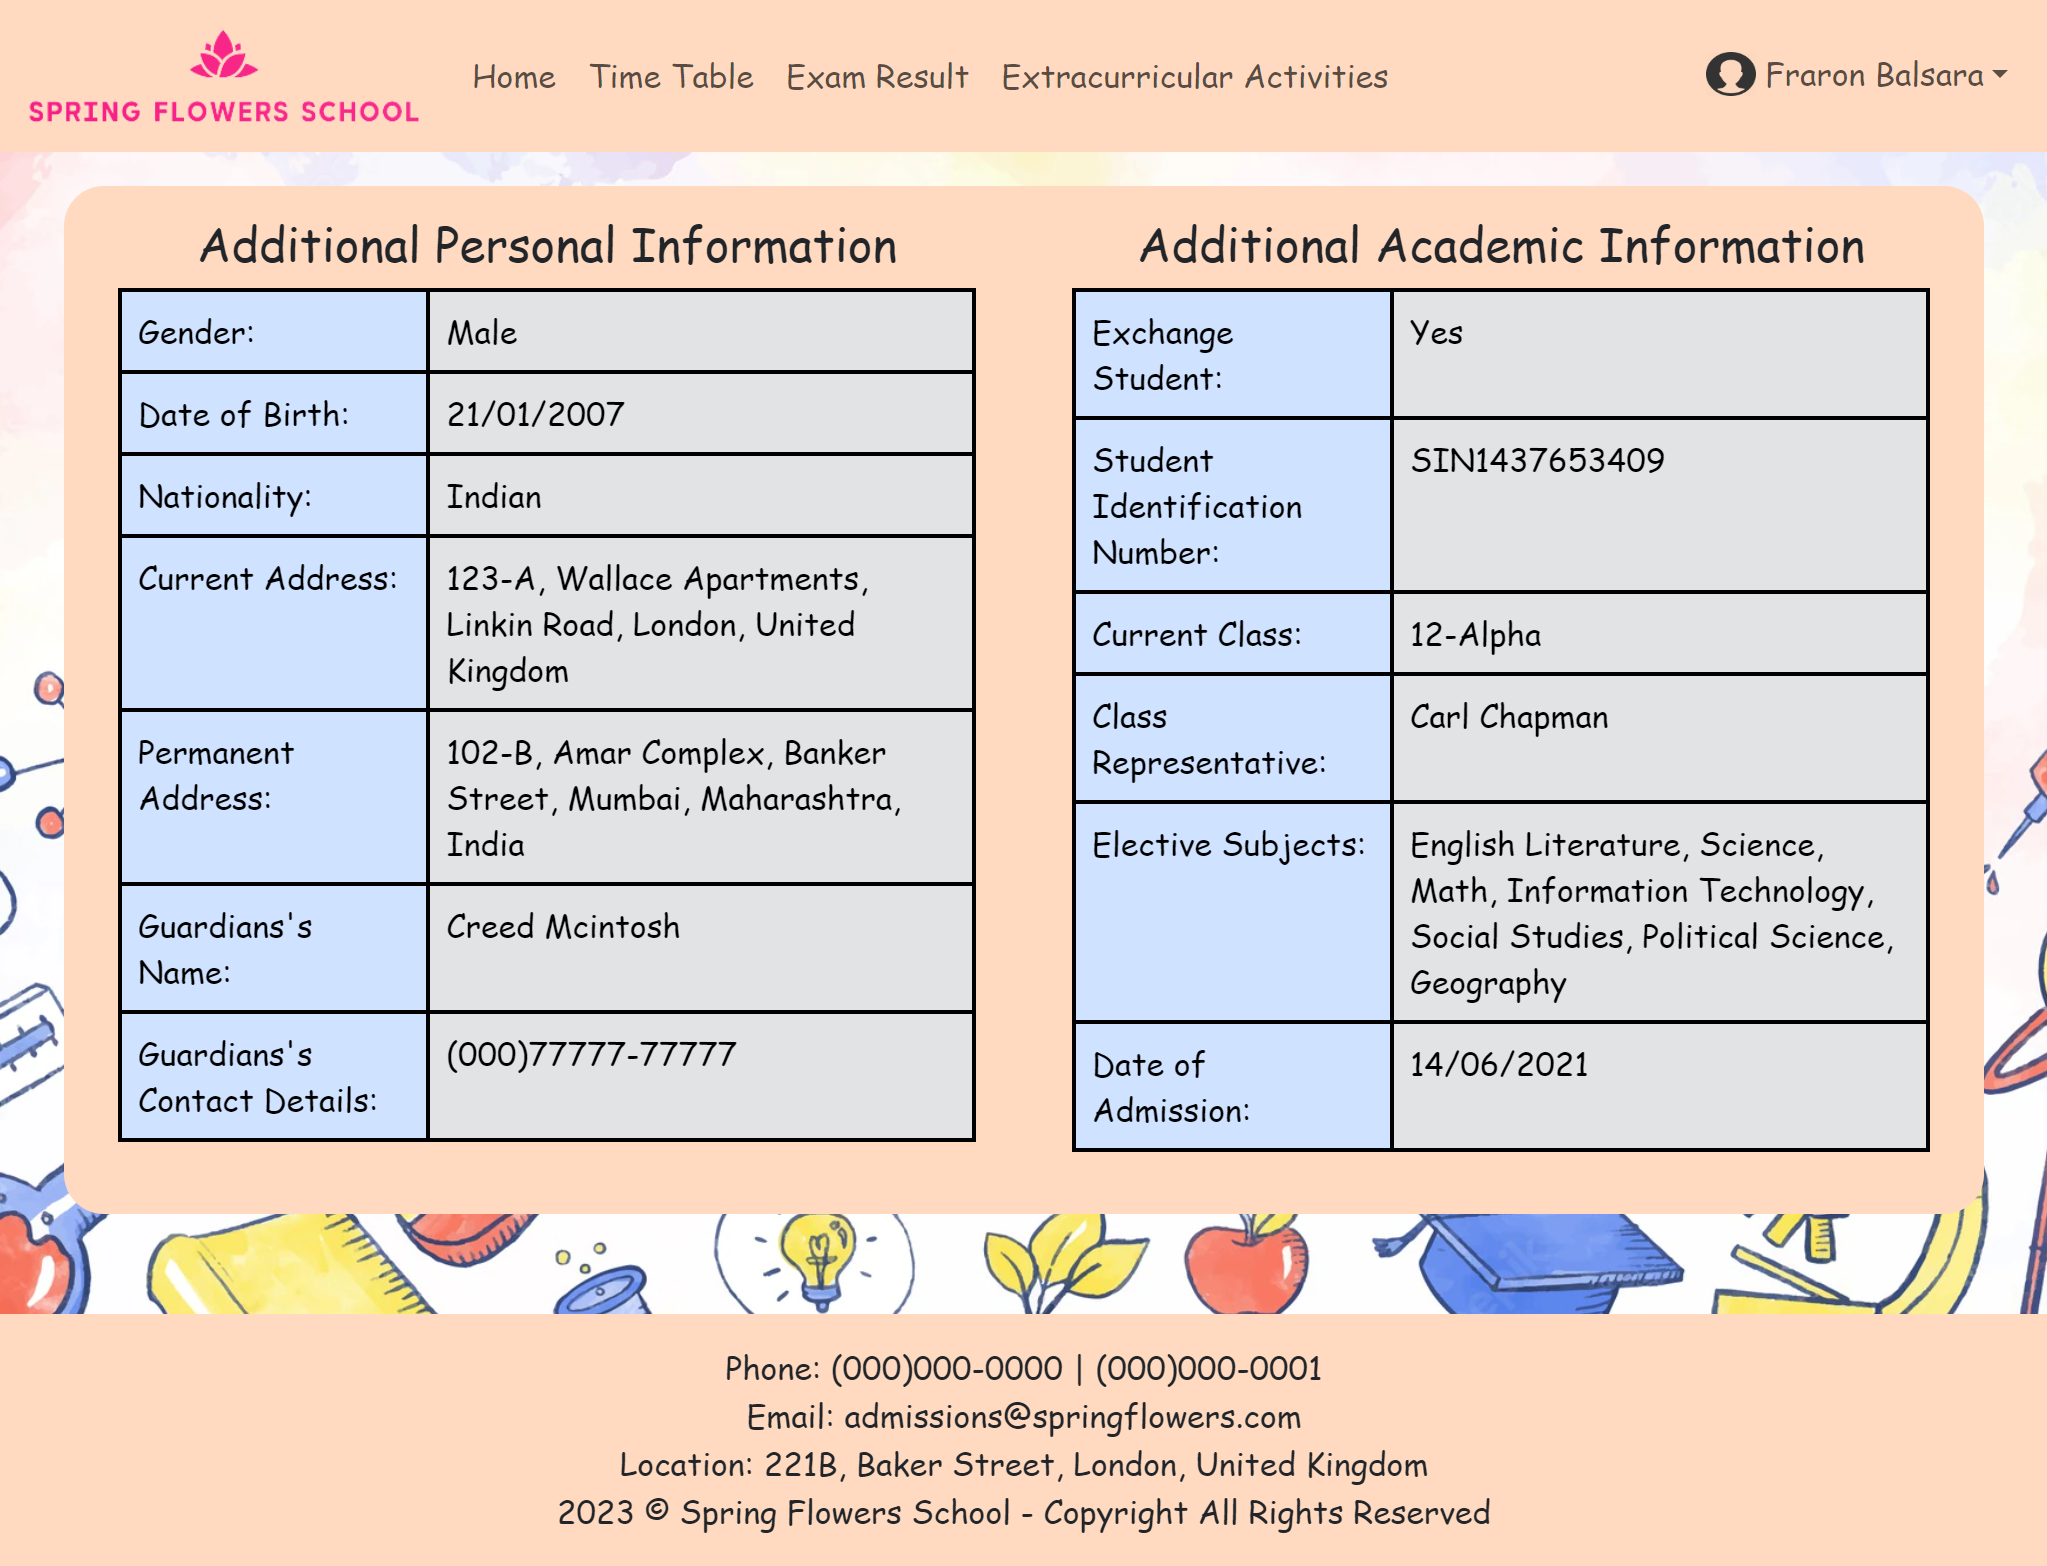 SPRING FLOWERS SCHOOL
Home Time Table Exam Result Extracurricular Activities Fraron Balsara
Additional Personal Information
Gender: Male
Date of Birth: 21/01/2007
Nationality: Indian
Current Address: 123-A, Wallace Apartments,
Linkin Road, London, United
Kingdom
Permanent 102-B, Amar Complex, Banker
Address: Street, Mumbai, Maharashtra,
India
Guardians's Creed Mcintosh
Name:
Guardians's (000)77777-77777
Contact Details:
Additional Academic Information
Exchange Yes
Student:
Student SIN1437653409
Identification
Number:
Current Class: 12-Alpha
Class Carl Chapman
Representative:
Elective Subjects: English Literature, Science,
Math, Information Technology,
Social Studies, Political Science,
Geography
Date of 14/06/2021
Admission:
Phone: (000)000-0000 | (000)000-0001
Email: admissions@springflowers.com
Location: 221B, Baker Street, London, United Kingdom
2023 © Spring Flowers School - Copyright All Rights Reserved